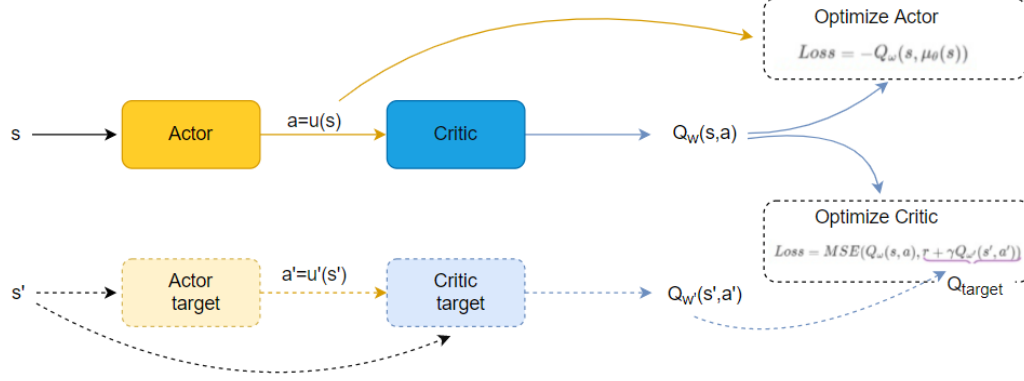 Optimize Actor
Loss = −Q_ω(s, μ_θ(s))
s
Actor
a=u(s)
Critic
Q_W(s,a)
Optimize Critic
Loss = MSE(Q_ω(s, a), r + γQ_ω'(s', a'))
Q_target
s'
Actor
target
a'=u'(s')
Critic
target
Q_W'(s',a')